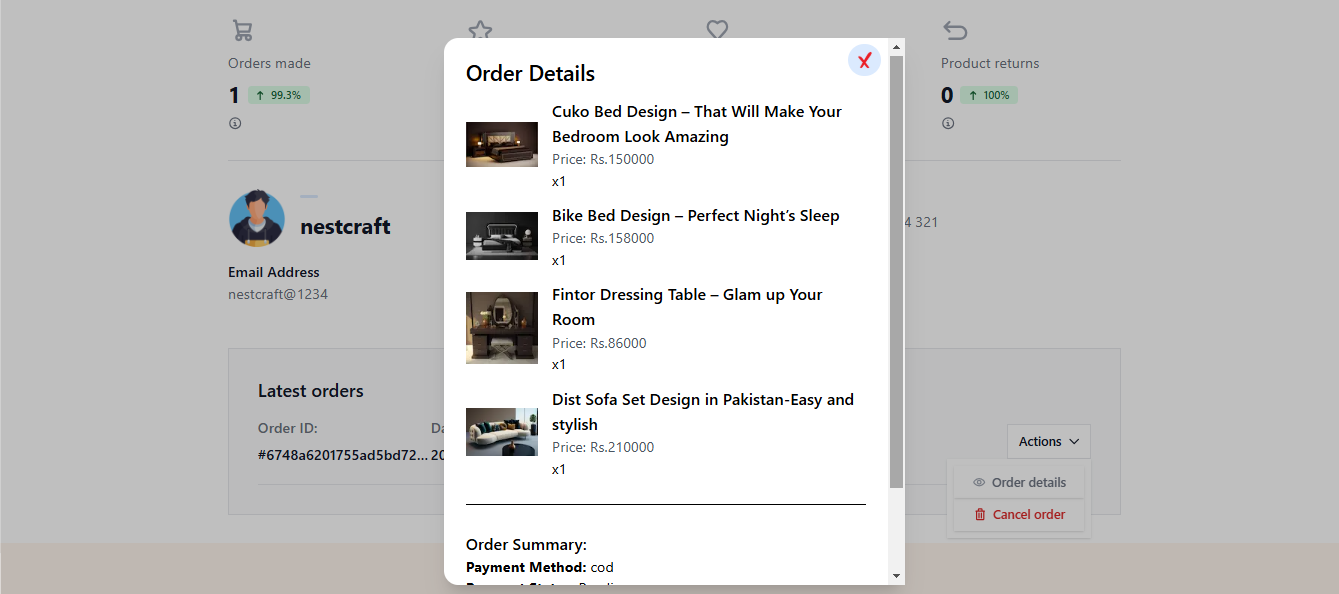 Orders made
1 99.3%
Product returns
0 100%
nestcraft
Email Address
nestcraft@1234
4 321
Latest orders
Order ID:
#6748a6201755ad5bd72... 20
Actions
Order details
Cancel order
Order Details
X
Cuko Bed Design – That Will Make Your
Bedroom Look Amazing
Price: Rs.150000
x1
Bike Bed Design – Perfect Night’s Sleep
Price: Rs.158000
x1
Fintor Dressing Table – Glam up Your
Room
Price: Rs.86000
x1
Dist Sofa Set Design in Pakistan-Easy and
stylish
Price: Rs.210000
x1
Order Summary:
Payment Method: cod